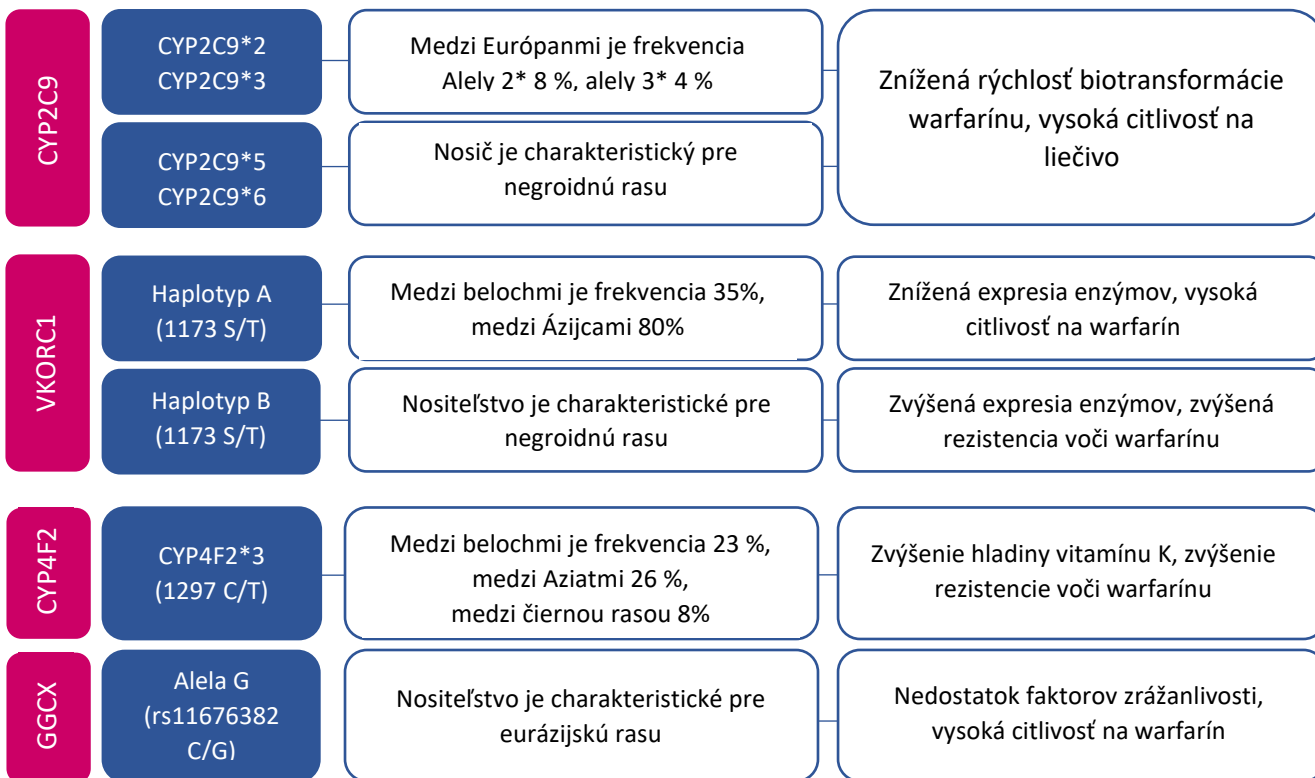 CYP2C9
CYP2C9*2
CYP2C9*3
Medzi Európanmi je frekvencia
Alely 2* 8 %, alely 3* 4 %
Znížená rýchlosť biotransformácie
warfarínu, vysoká citlivosť na
liečivo
CYP2C9*5
CYP2C9*6
Nosič je charakteristický pre
negroidnú rasu
VKORC1
Haplotyp A
(1173 S/T)
Medzi belochmi je frekvencia 35%,
medzi Ázijcami 80%
Znížená expresia enzýmov, vysoká
citlivosť na warfarín
Haplotyp B
(1173 S/T)
Nositeľstvo je charakteristické pre
negroidnú rasu
Zvýšená expresia enzýmov, zvýšená
rezistencia voči warfarínu
CYP4F2
CYP4F2*3
(1297 C/T)
Medzi belochmi je frekvencia 23 %,
medzi Aziatmi 26 %,
medzi čiernou rasou 8%
Zvýšenie hladiny vitamínu K, zvýšenie
rezistencie voči warfarínu
GGCX
Alela G
(rs11676382
C/G)
Nositeľstvo je charakteristické pre
eurázijskú rasu
Nedostatok faktorov zrážanlivosti,
vysoká citlivosť na warfarín